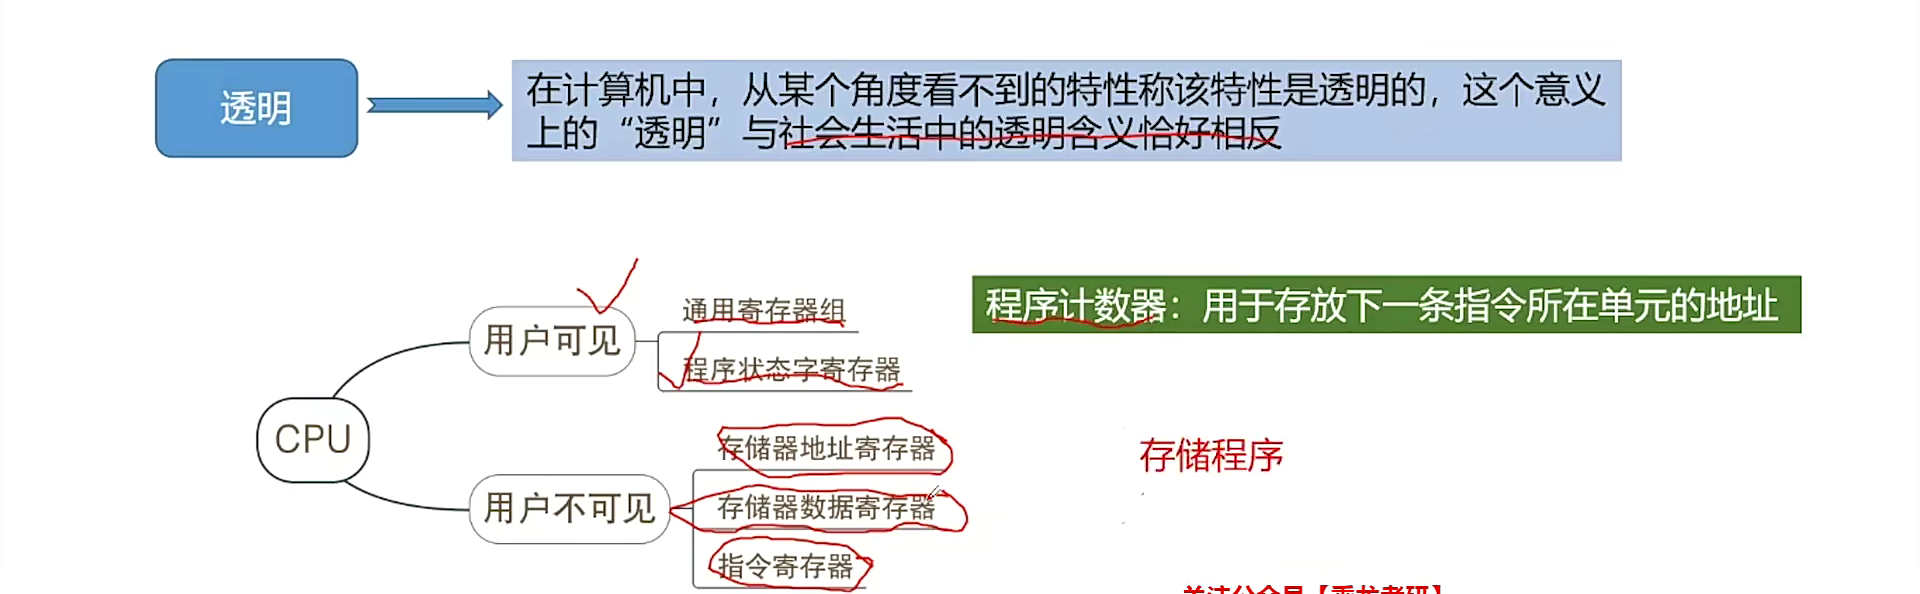 透明
在计算机中，从某个角度看不到的特性称该特性是透明的，这个意义
上的“透明”与社会生活中的透明含义恰好相反
程序计数器：用于存放下一条指令所在单元的地址
CPU
用户可见
通用寄存器组
程序状态字寄存器
用户不可见
存储器地址寄存器
存储器数据寄存器
指令寄存器
存储程序